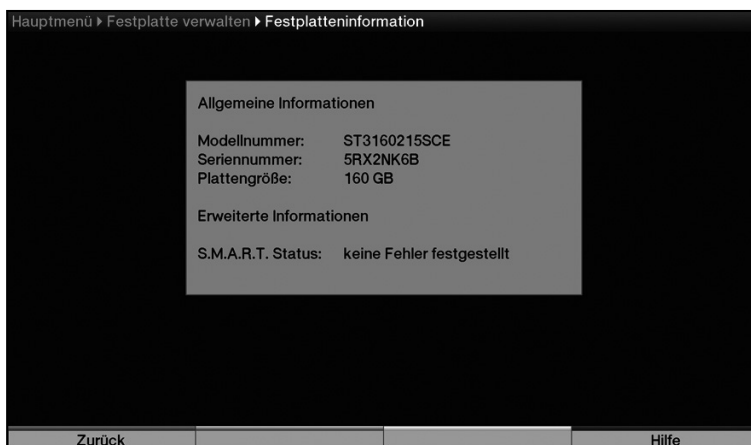 Hauptmenü ▸ Festplatte verwalten ▸ Festplatteninformation
Allgemeine Informationen
Modellnummer: ST3160215SCE
Seriennummer: 5RX2NK6B
Plattengröße: 160 GB
Erweiterte Informationen
S.M.A.R.T. Status: keine Fehler festgestellt
Zurück Hilfe